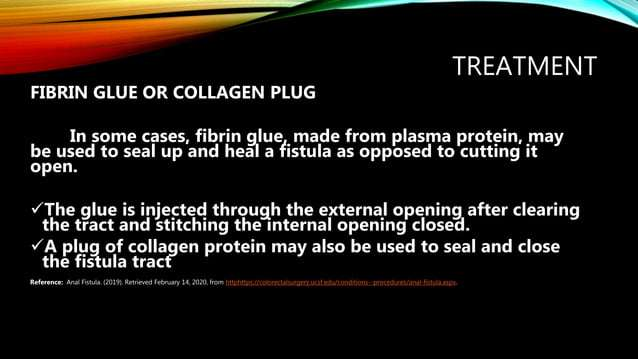 TREATMENT
FIBRIN GLUE OR COLLAGEN PLUG
In some cases, fibrin glue, made from plasma protein, may
be used to seal up and heal a fistula as opposed to cutting it
open.
✓The glue is injected through the external opening after clearing
the tract and stitching the internal opening closed.
✓A plug of collagen protein may also be used to seal and close
the fistula tract
Reference: Anal Fistula. (2019). Retrieved February 14, 2020, from httphttps://colorectalsurgery.ucsf.edu/conditions--procedures/anal-fistula.aspx.